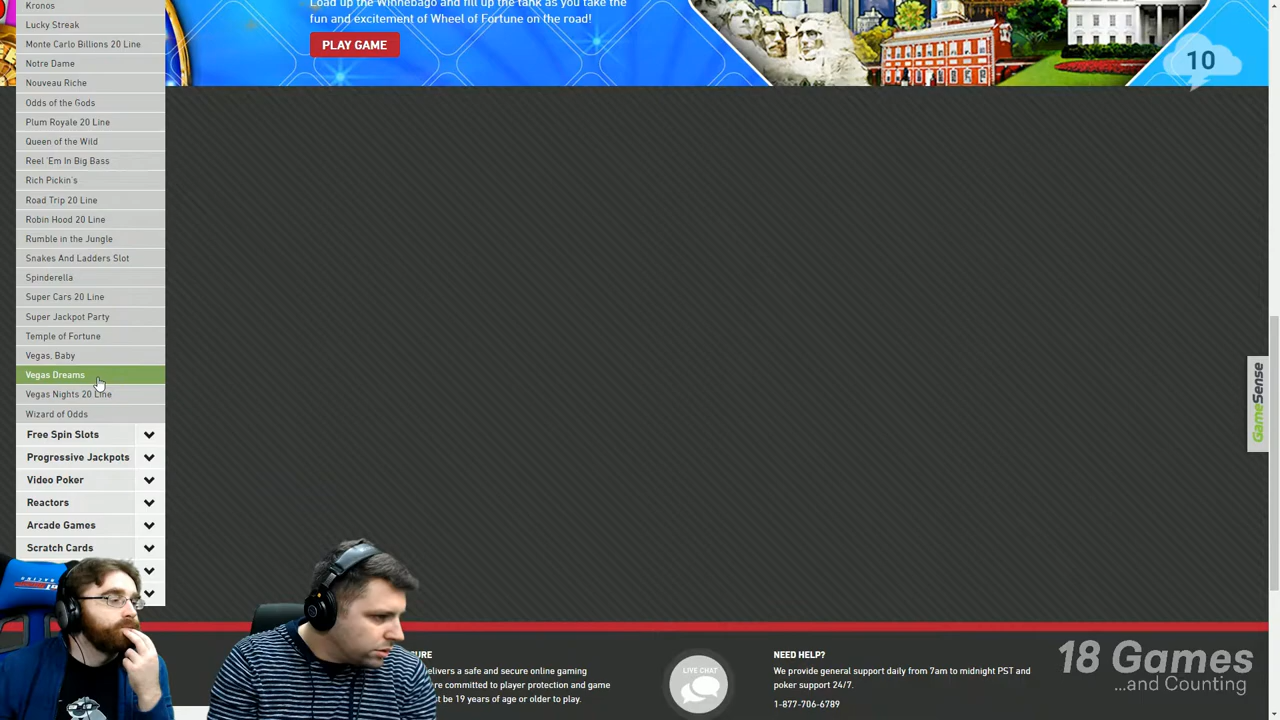 Kronos
Lucky Streak
Monte Carlo Billions 20 Line
Notre Dame
Nouveau Riche
Odds of the Gods
Plum Royale 20 Line
Queen of the Wild
Reel 'Em In Big Bass
Rich Pickin's
Road Trip 20 Line
Robin Hood 20 Line
Rumble in the Jungle
Snakes And Ladders Slot
Spinderella
Super Cars 20 Line
Super Jackpot Party
Temple of Fortune
Vegas, Baby
Vegas Dreams
Vegas Nights 20 Line
Wizard of Odds
Free Spin Slots
Progressive Jackpots
Video Poker
Reactors
Arcade Games
Scratch Cards
Load up the Winnebago and fill up the tank as you take the
fun and excitement of Wheel of Fortune on the road!
PLAY GAME
10
GameSense
URE
delivers a safe and secure online gaming
are committed to player protection and game
be 19 years of age or older to play
LIVE CHAT
NEED HELP?
We provide general support daily from 7am to midnight PST and
poker support 24/7.
1-877-706-6789
18 Games
...and Counting